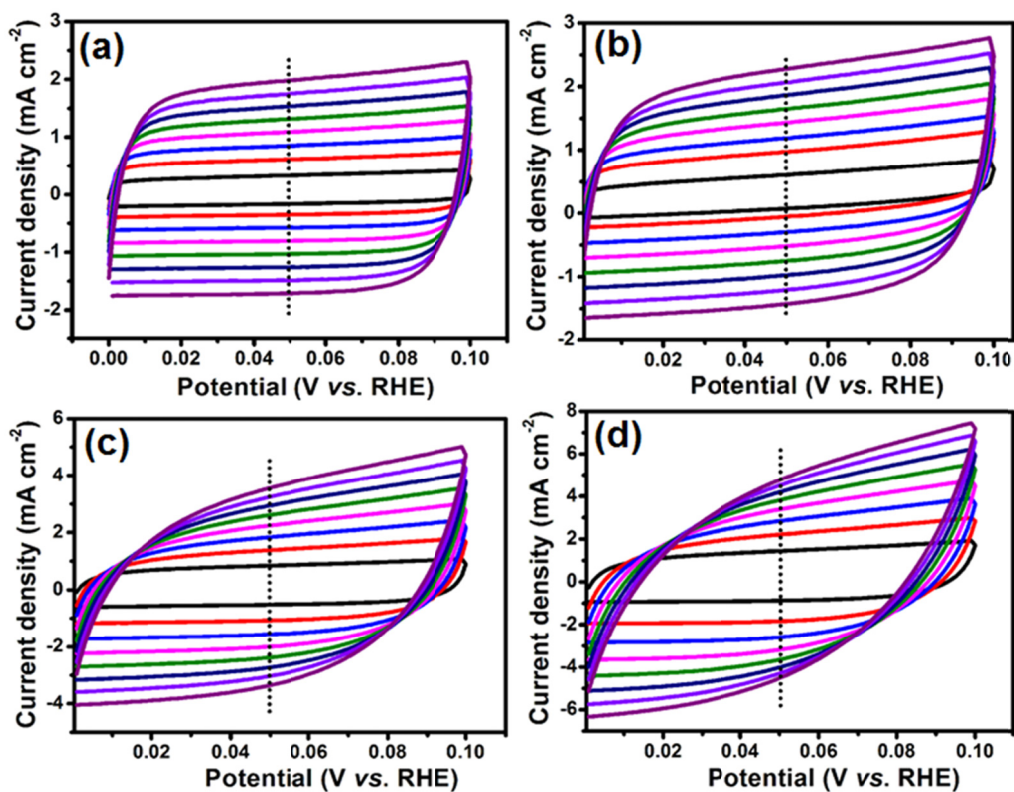 (a)
Current density (mA cm-2)
3
2
1
0
-1
-2
0.00 0.02 0.04 0.06 0.08 0.10
Potential (V vs. RHE)
(b)
Current density (mA cm-2)
3
2
1
0
-1
-2
0.02 0.04 0.06 0.08 0.10
Potential (V vs. RHE)
(c)
Current density (mA cm-2)
6
4
2
0
-2
-4
0.02 0.04 0.06 0.08 0.10
Potential (V vs. RHE)
(d)
Current density (mA cm-2)
8
6
4
2
0
-2
-4
-6
0.02 0.04 0.06 0.08 0.10
Potential (V vs. RHE)